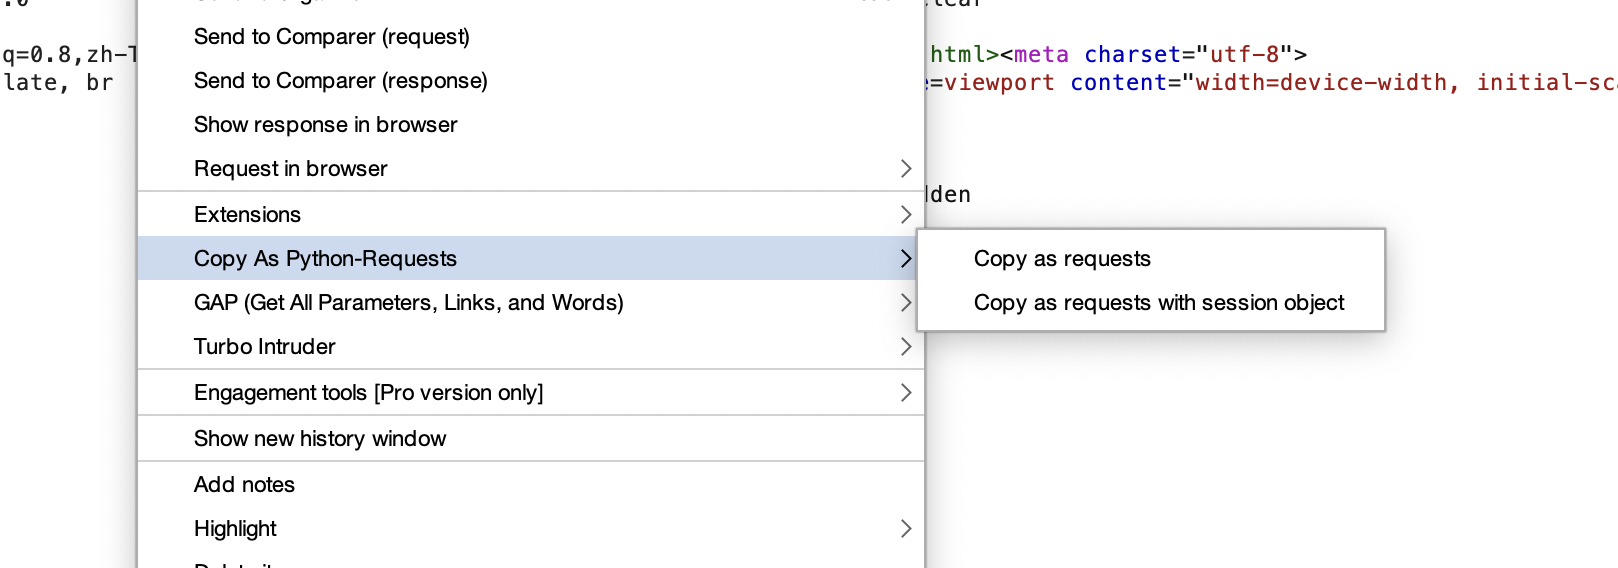 Send to Comparer (request)
q=0.8,zh-T
html><meta charset="utf-8">
Send to Comparer (response)
late, br
=viewport content="width=device-width, initial-sc
Show response in browser
Request in browser
dden
Extensions
Copy As Python-Requests
Copy as requests
GAP (Get All Parameters, Links, and Words)
Copy as requests with session object
Turbo Intruder
Engagement tools [Pro version only]
Show new history window
Add notes
Highlight